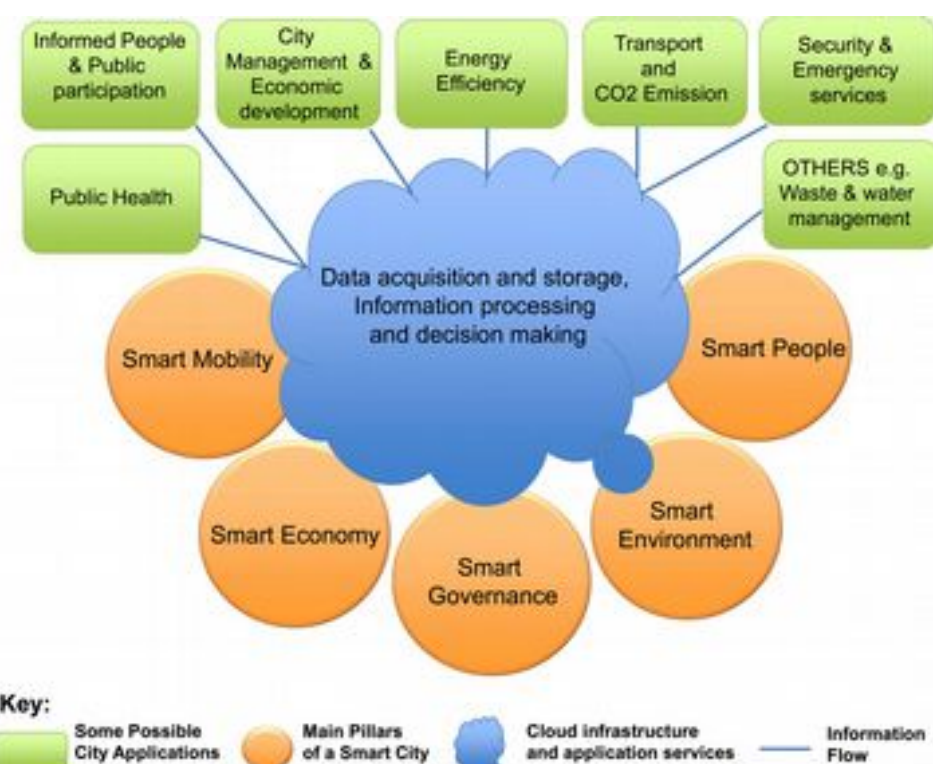 Informed People
& Public
participation
City
Management &
Economic
development
Energy
Efficiency
Transport
and
CO2 Emission
Security &
Emergency
services
Public Health
OTHERS e.g.
Waste & water
management
Data acquisition and storage,
Information processing
and decision making
Smart Mobility
Smart People
Smart Economy
Smart
Governance
Smart
Environment
Key:
Some Possible
City Applications
Main Pillars
of a Smart City
Cloud infrastructure
and application services
Information
Flow